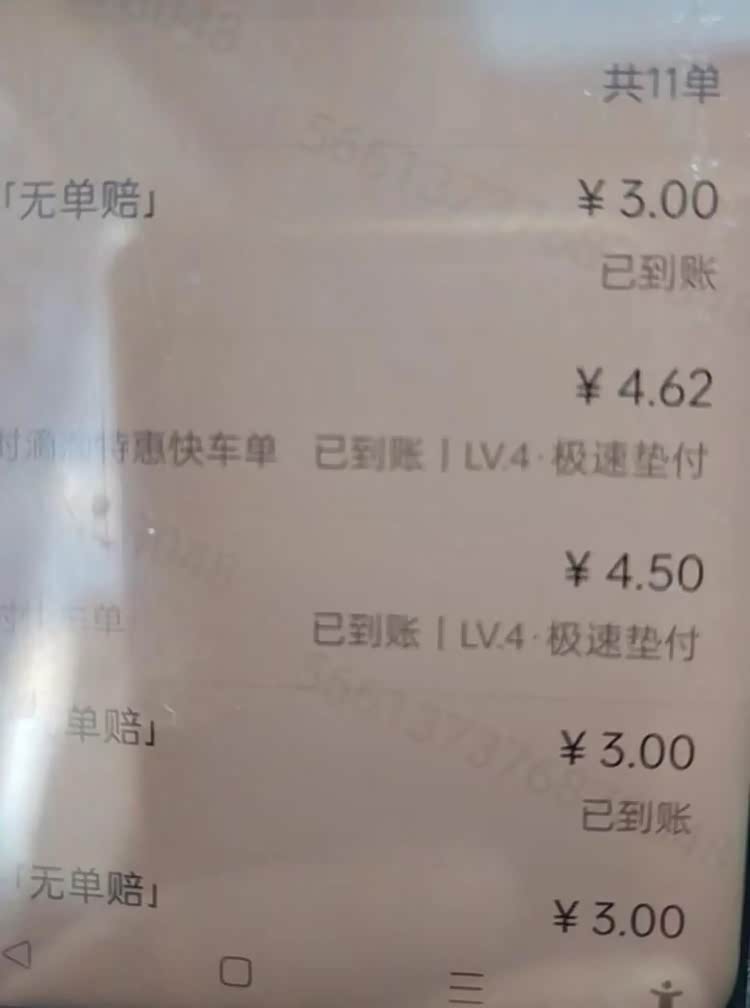 共11单
「无单赔」 ¥ 3.00
已到账
¥ 4.62
特惠快车单 已到账 | LV.4·极速垫付
¥ 4.50
车单 已到账 | LV.4·极速垫付
单赔」 ¥ 3.00
已到账
「无单赔」 ¥ 3.00